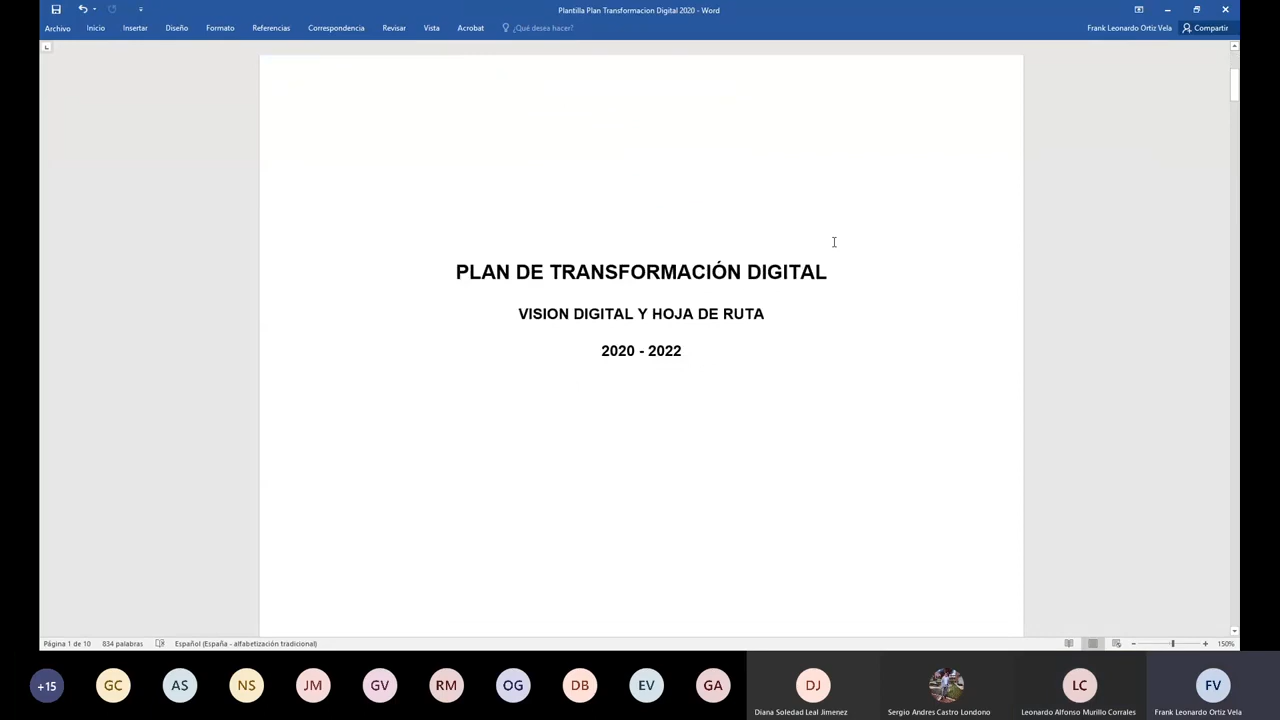 Plantilla Plan Transformacion Digital 2020 - Word
Archivo Inicio Insertar Diseño Formato Referencias Correspondencia Revisar Vista Acrobat ¿Qué desea hacer? Frank Leonardo Ortiz Vela Compartir
PLAN DE TRANSFORMACIÓN DIGITAL
VISION DIGITAL Y HOJA DE RUTA
2020 - 2022
Página 1 de 10 834 palabras Español (España - alfabetización tradicional) 150%
+15 GC AS NS JM GV RM OG DB EV GA DJ LC FV
Diana Soledad Leal Jimenez Sergio Andres Castro Londono Leonardo Alfonso Murillo Corrales Frank Leonardo Ortiz Vela